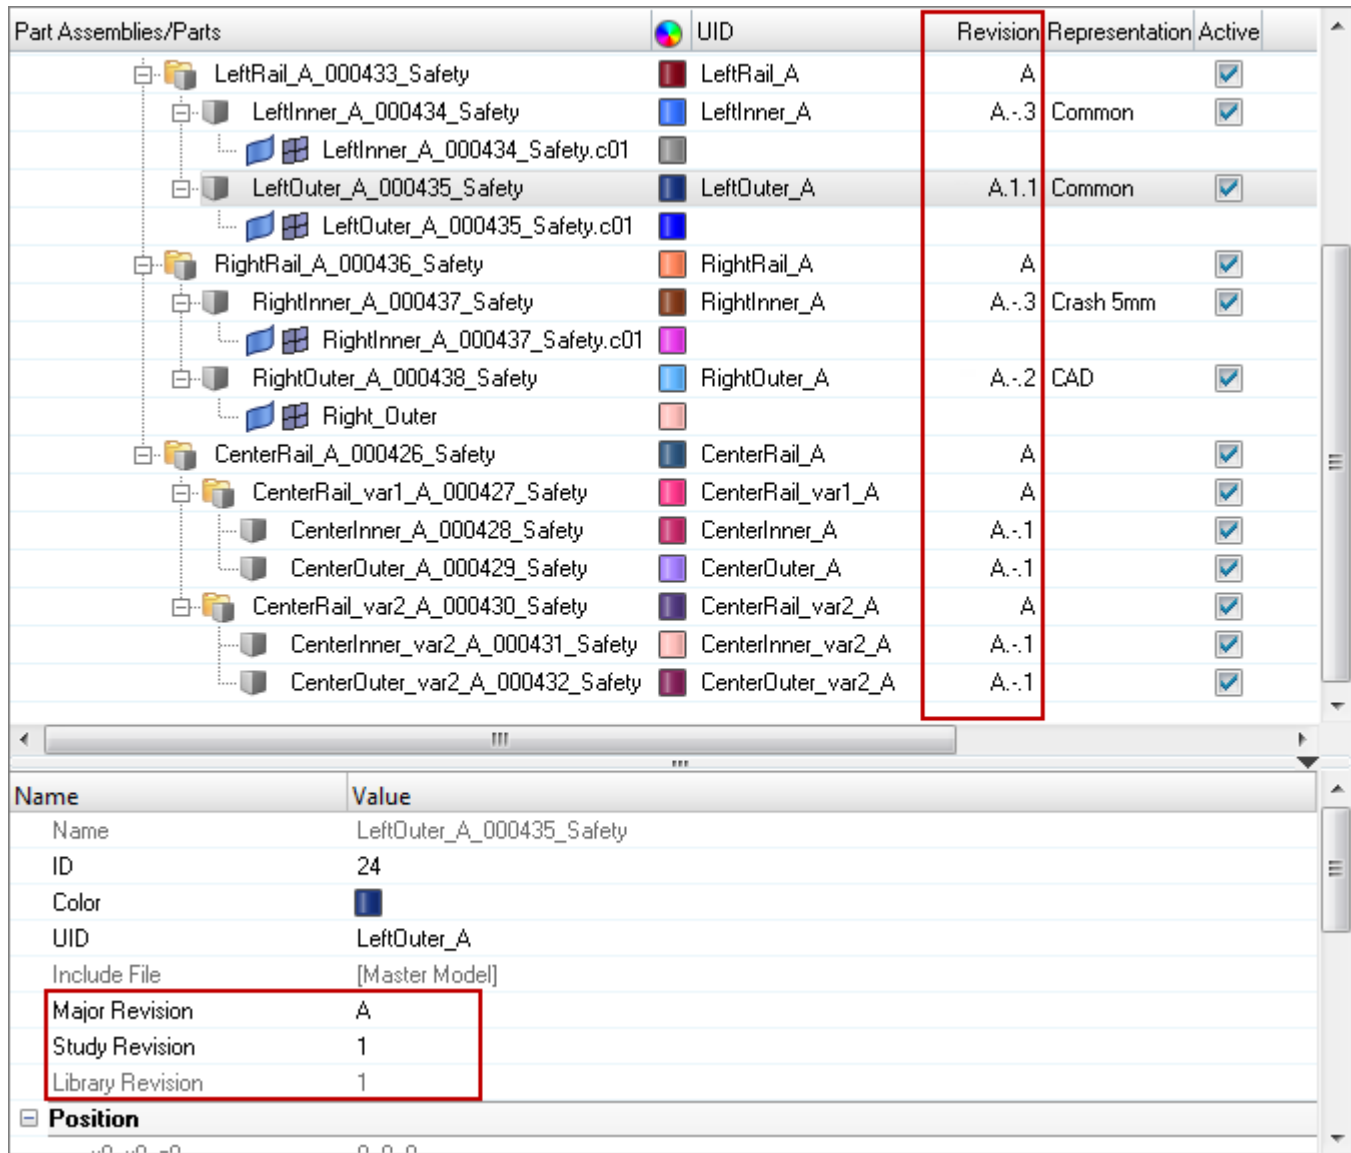 Part Assemblies/Parts UID Revision Representation Active
LeftRail_A_000433_Safety LeftRail_A A
LeftInner_A_000434_Safety LeftInner_A A.-.3 Common
LeftInner_A_000434_Safety.c01
LeftOuter_A_000435_Safety LeftOuter_A A.1.1 Common
LeftOuter_A_000435_Safety.c01
RightRail_A_000436_Safety RightRail_A A
RightInner_A_000437_Safety RightInner_A A.-.3 Crash 5mm
RightInner_A_000437_Safety.c01
RightOuter_A_000438_Safety RightOuter_A A.-.2 CAD
Right_Outer
CenterRail_A_000426_Safety CenterRail_A A
CenterRail_var1_A_000427_Safety CenterRail_var1_A A
CenterInner_A_000428_Safety CenterInner_A A.-.1
CenterOuter_A_000429_Safety CenterOuter_A A.-.1
CenterRail_var2_A_000430_Safety CenterRail_var2_A A
CenterInner_var2_A_000431_Safety CenterInner_var2_A A.-.1
CenterOuter_var2_A_000432_Safety CenterOuter_var2_A A.-.1
Name Value
Name LeftOuter_A_000435_Safety
ID 24
Color
UID LeftOuter_A
Include File [Master Model]
Major Revision A
Study Revision 1
Library Revision 1
Position